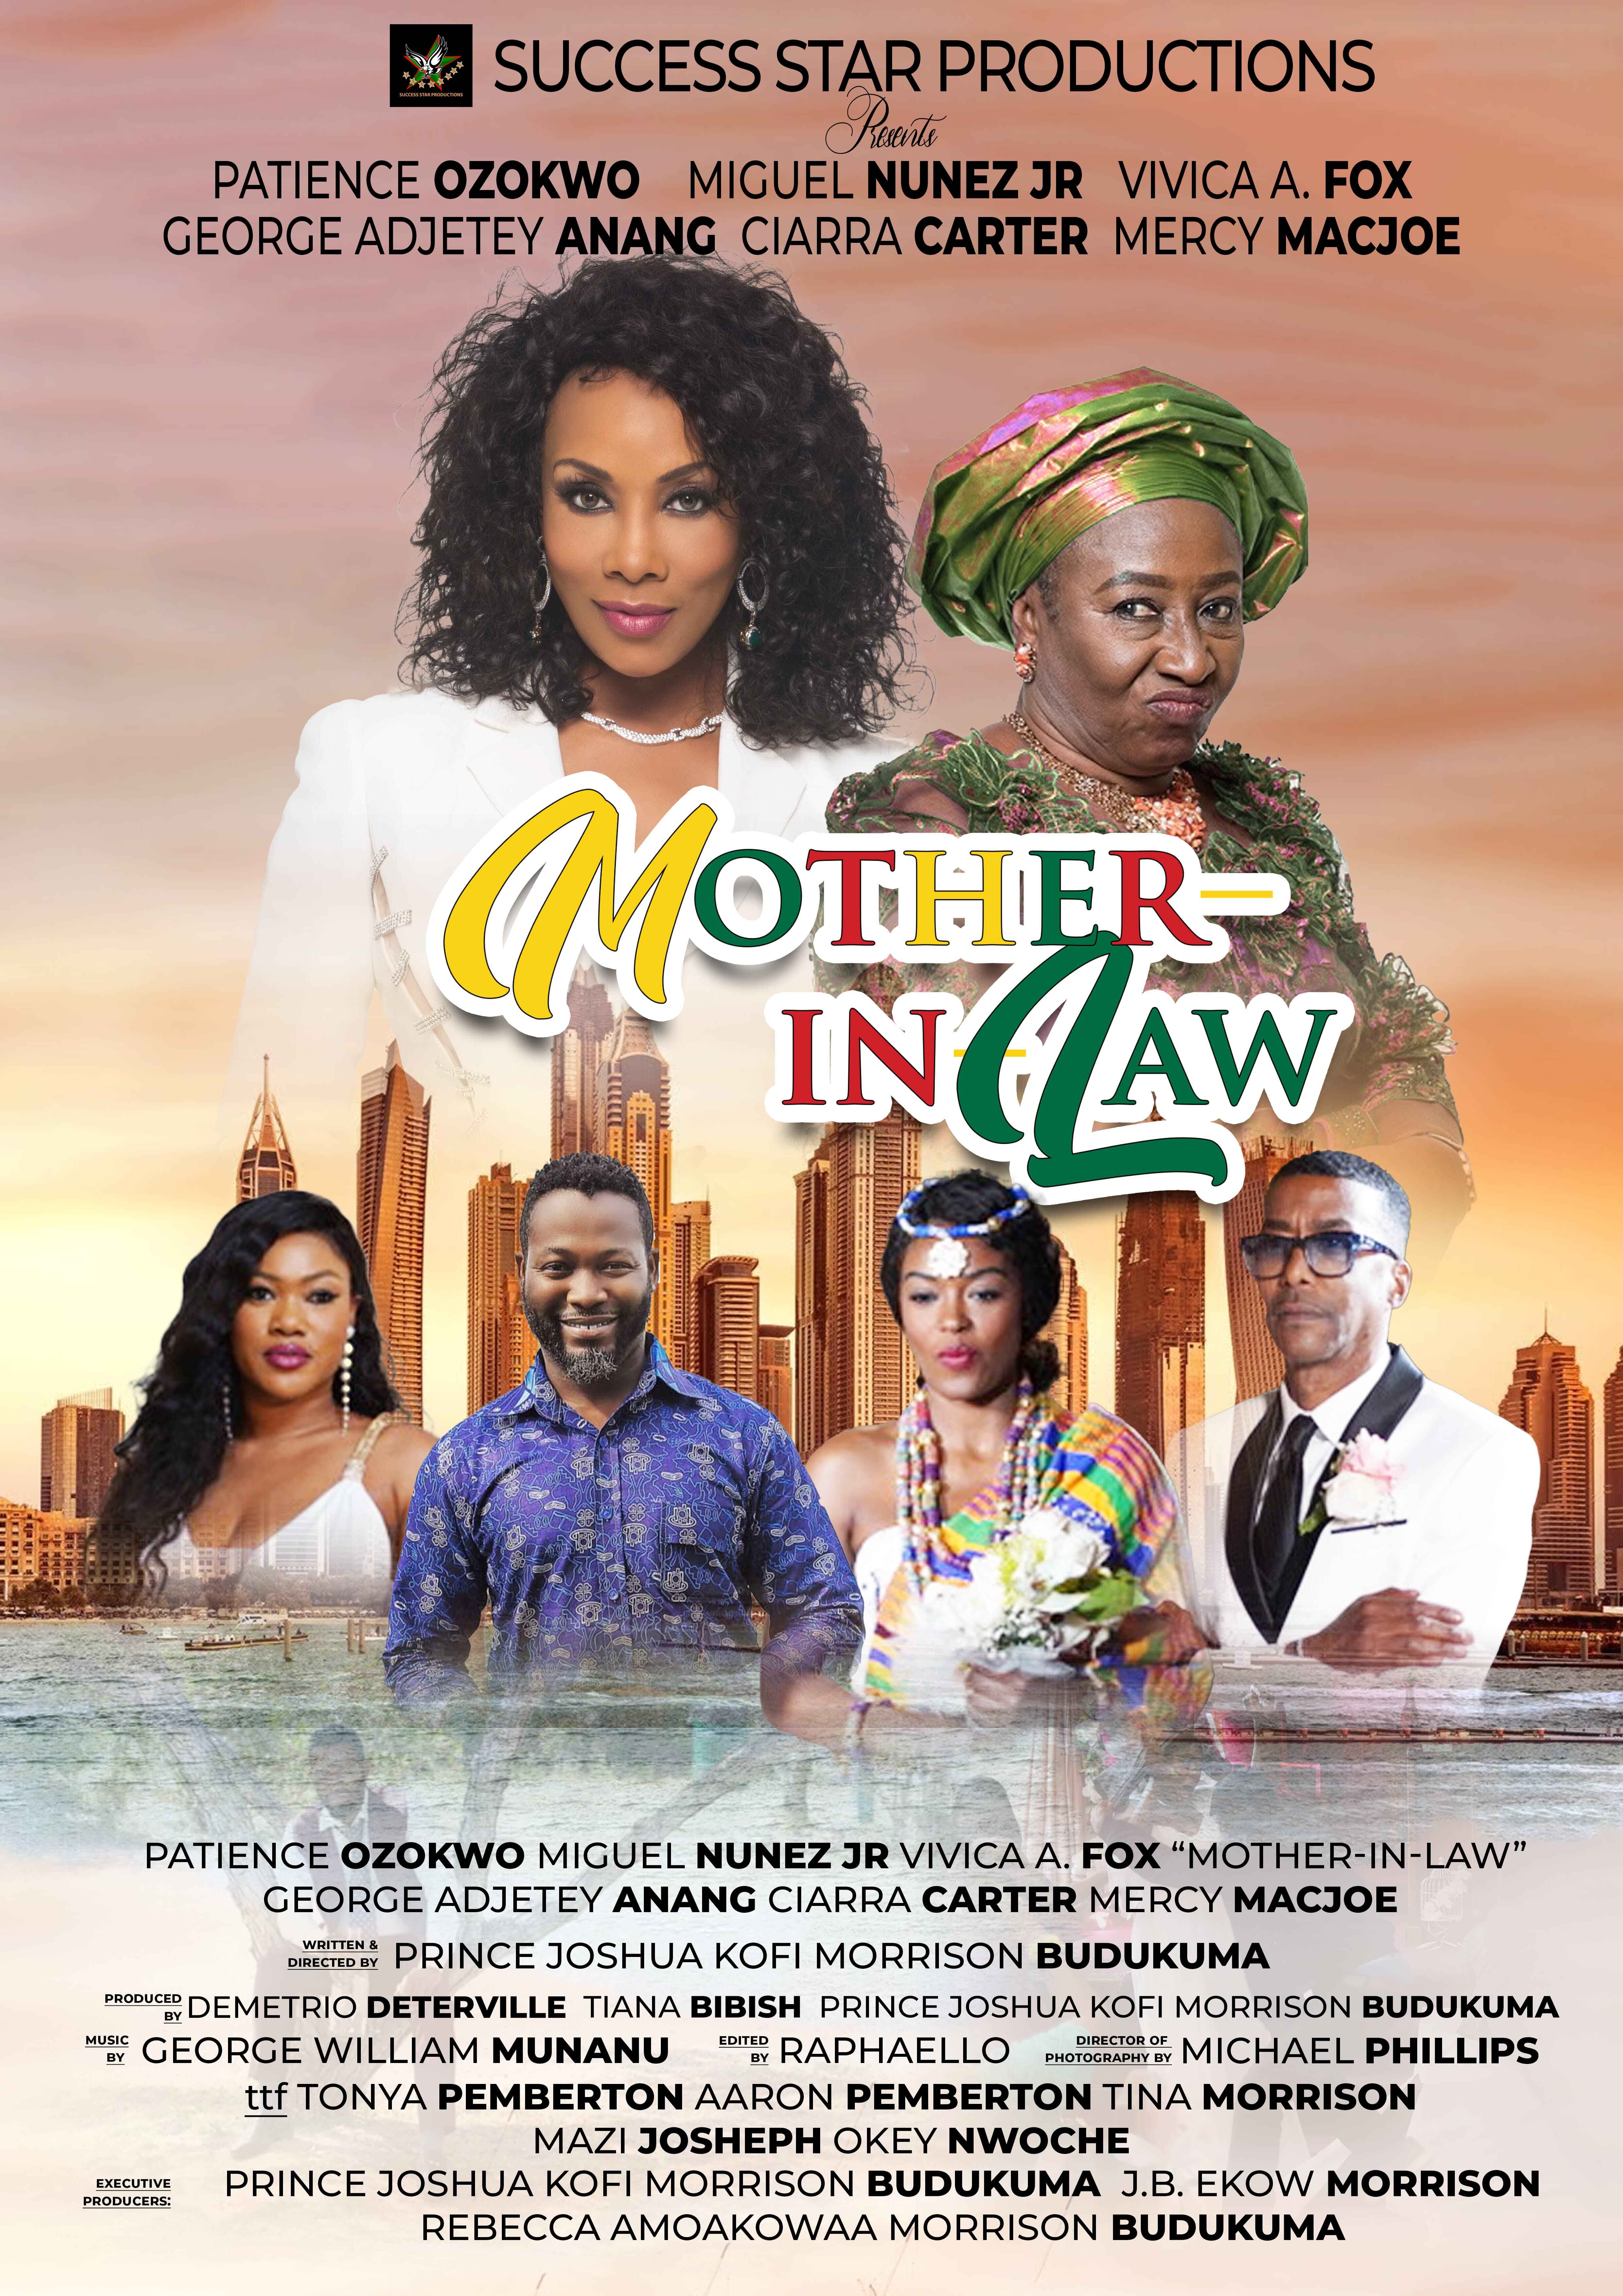 SUCCESS STAR PRODUCTIONS
SUCCESS STAR PRODUCTIONS
Presents
PATIENCE OZOKWO MIGUEL NUNEZ JR VIVICA A. FOX
GEORGE ADJETEY ANANG CIARRA CARTER MERCY MACJOE
MOTHER-
IN-LAW
PATIENCE OZOKWO MIGUEL NUNEZ JR VIVICA A. FOX “MOTHER-IN-LAW”
GEORGE ADJETEY ANANG CIARRA CARTER MERCY MACJOE
WRITTEN & DIRECTED BY PRINCE JOSHUA KOFI MORRISON BUDUKUMA
PRODUCED BY DEMETRIO DETERVILLE TIANA BIBISH PRINCE JOSHUA KOFI MORRISON BUDUKUMA
MUSIC BY GEORGE WILLIAM MUNANU EDITED BY RAPHAELLO DIRECTOR OF PHOTOGRAPHY BY MICHAEL PHILLIPS
ttf TONYA PEMBERTON AARON PEMBERTON TINA MORRISON
MAZI JOSHEPH OKEY NWOCHE
EXECUTIVE PRODUCERS: PRINCE JOSHUA KOFI MORRISON BUDUKUMA J.B. EKOW MORRISON
REBECCA AMOAKOWAA MORRISON BUDUKUMA